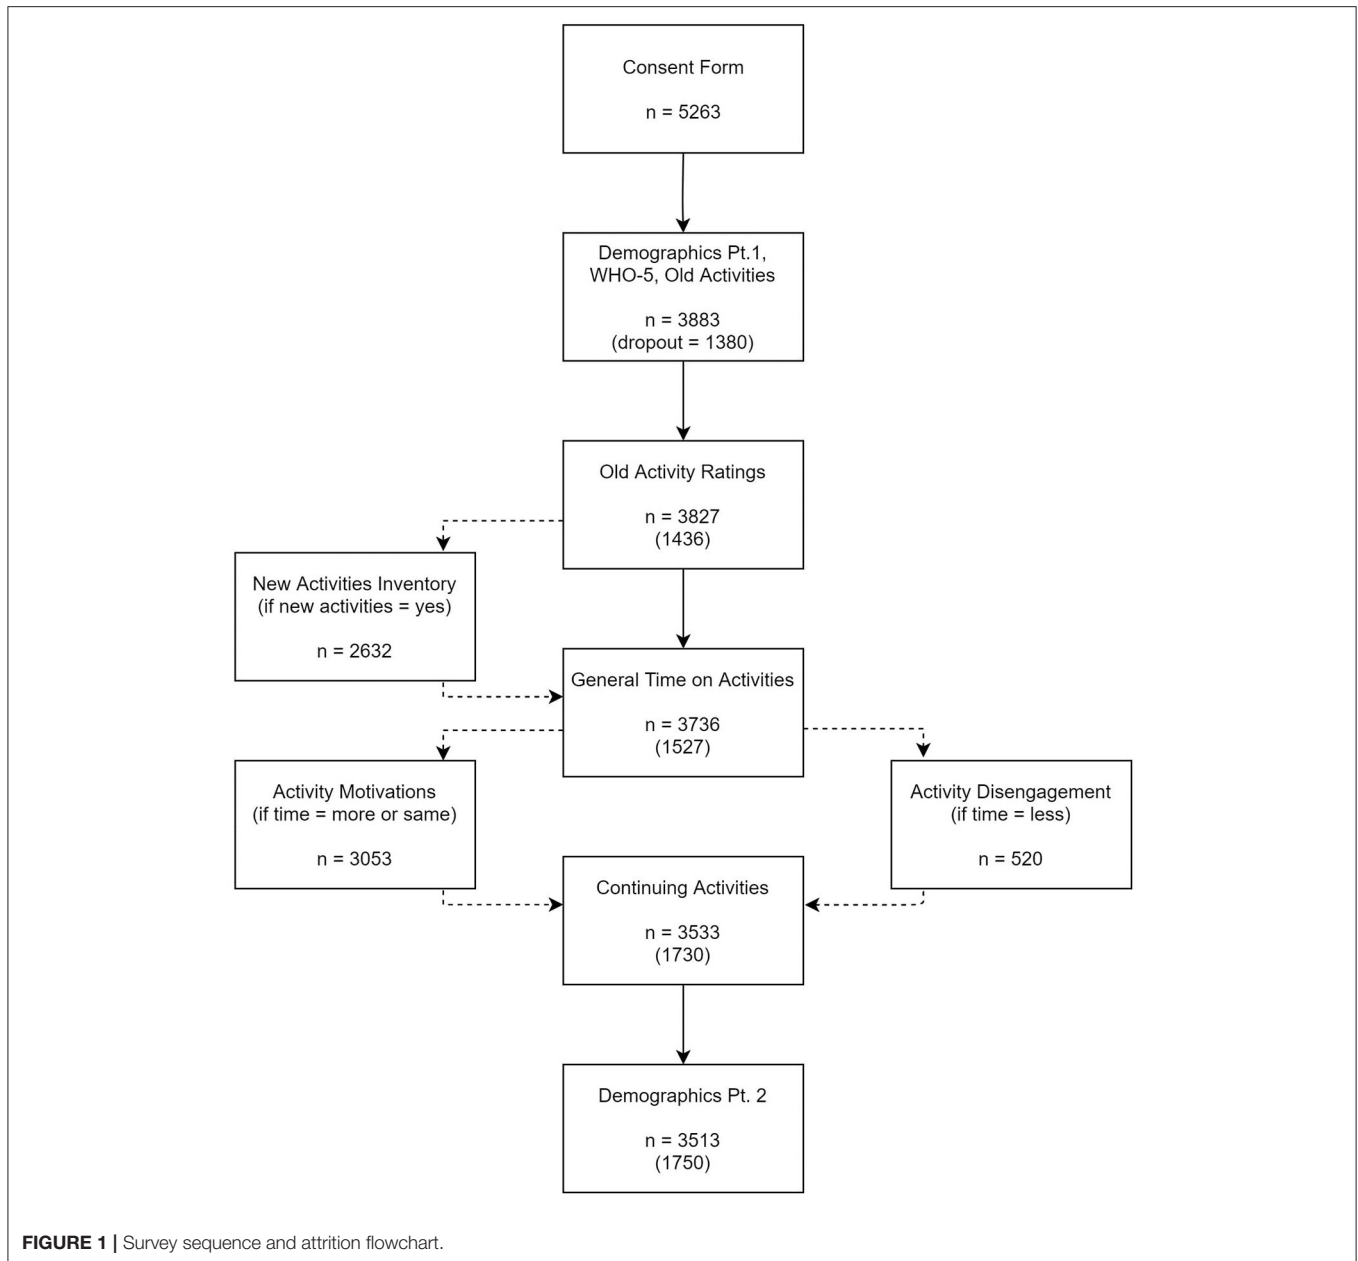 Consent Form
n = 5263
Demographics Pt.1,
WHO-5, Old Activities
n = 3883
(dropout = 1380)
Old Activity Ratings
n = 3827
(1436)
New Activities Inventory
(if new activities = yes)
n = 2632
General Time on Activities
n = 3736
(1527)
Activity Motivations
(if time = more or same)
n = 3053
Activity Disengagement
(if time = less)
n = 520
Continuing Activities
n = 3533
(1730)
Demographics Pt. 2
n = 3513
(1750)
FIGURE 1 | Survey sequence and attrition flowchart.